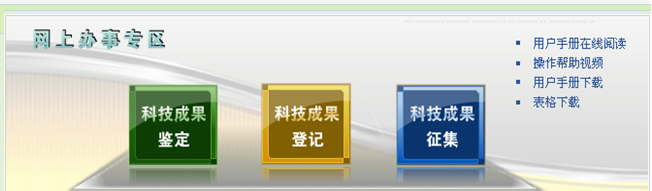 网上办事专区
用户手册在线阅读
操作帮助视频
用户手册下载
表格下载
科技成果
鉴定
科技成果
登记
科技成果
征集